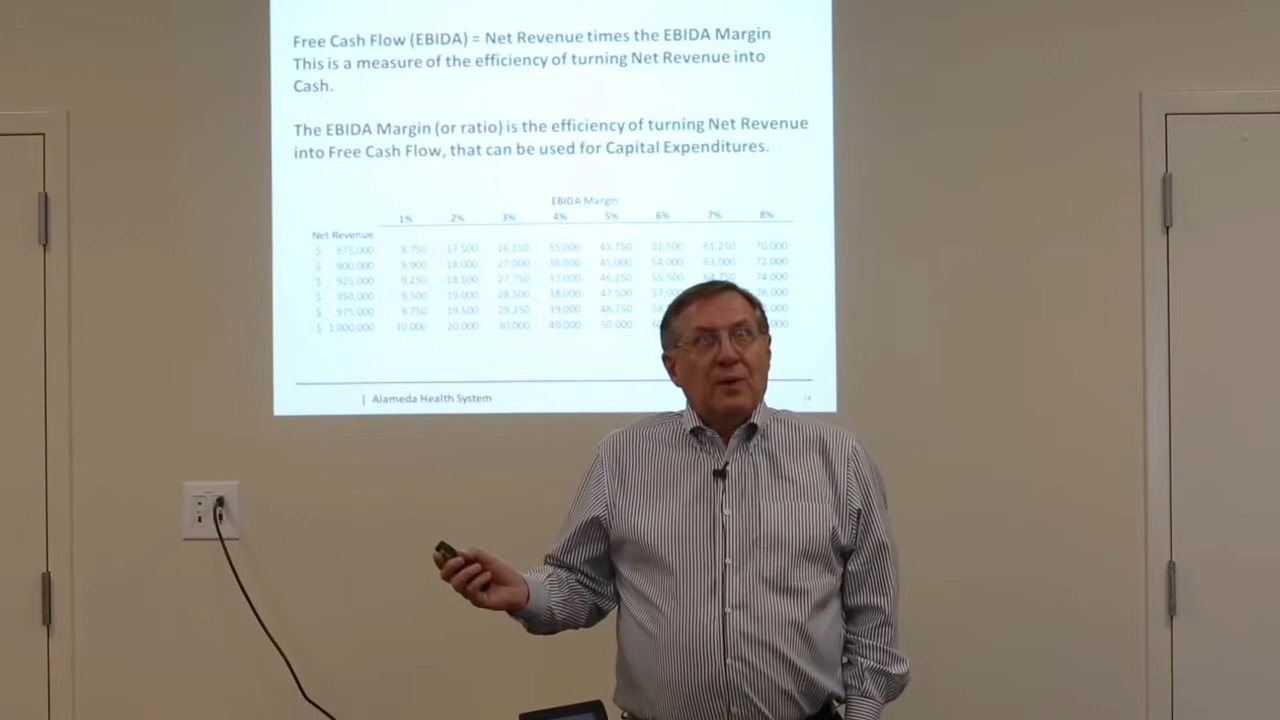 Free Cash Flow (EBIDA) = Net Revenue times the EBIDA Margin
This is a measure of the efficiency of turning Net Revenue into
Cash.
The EBIDA Margin (or ratio) is the efficiency of turning Net Revenue
into Free Cash Flow, that can be used for Capital Expenditures.
EBIDA Margin
1% 2% 3% 4% 5% 6% 7% 8%
Net Revenue
$ 875,000 8,750 17,500 26,250 35,000 43,750 52,500 61,250 70,000
$ 900,000 9,000 18,000 27,000 36,000 45,000 54,000 63,000 72,000
$ 925,000 9,250 18,500 27,750 37,000 46,250 55,500 64,750 74,000
$ 950,000 9,500 19,000 28,500 38,000 47,500 57,000 76,000
$ 975,000 9,750 19,500 29,250 39,000 48,750
$ 1,000,000 10,000 20,000 30,000 40,000 50,000
| Alameda Health System